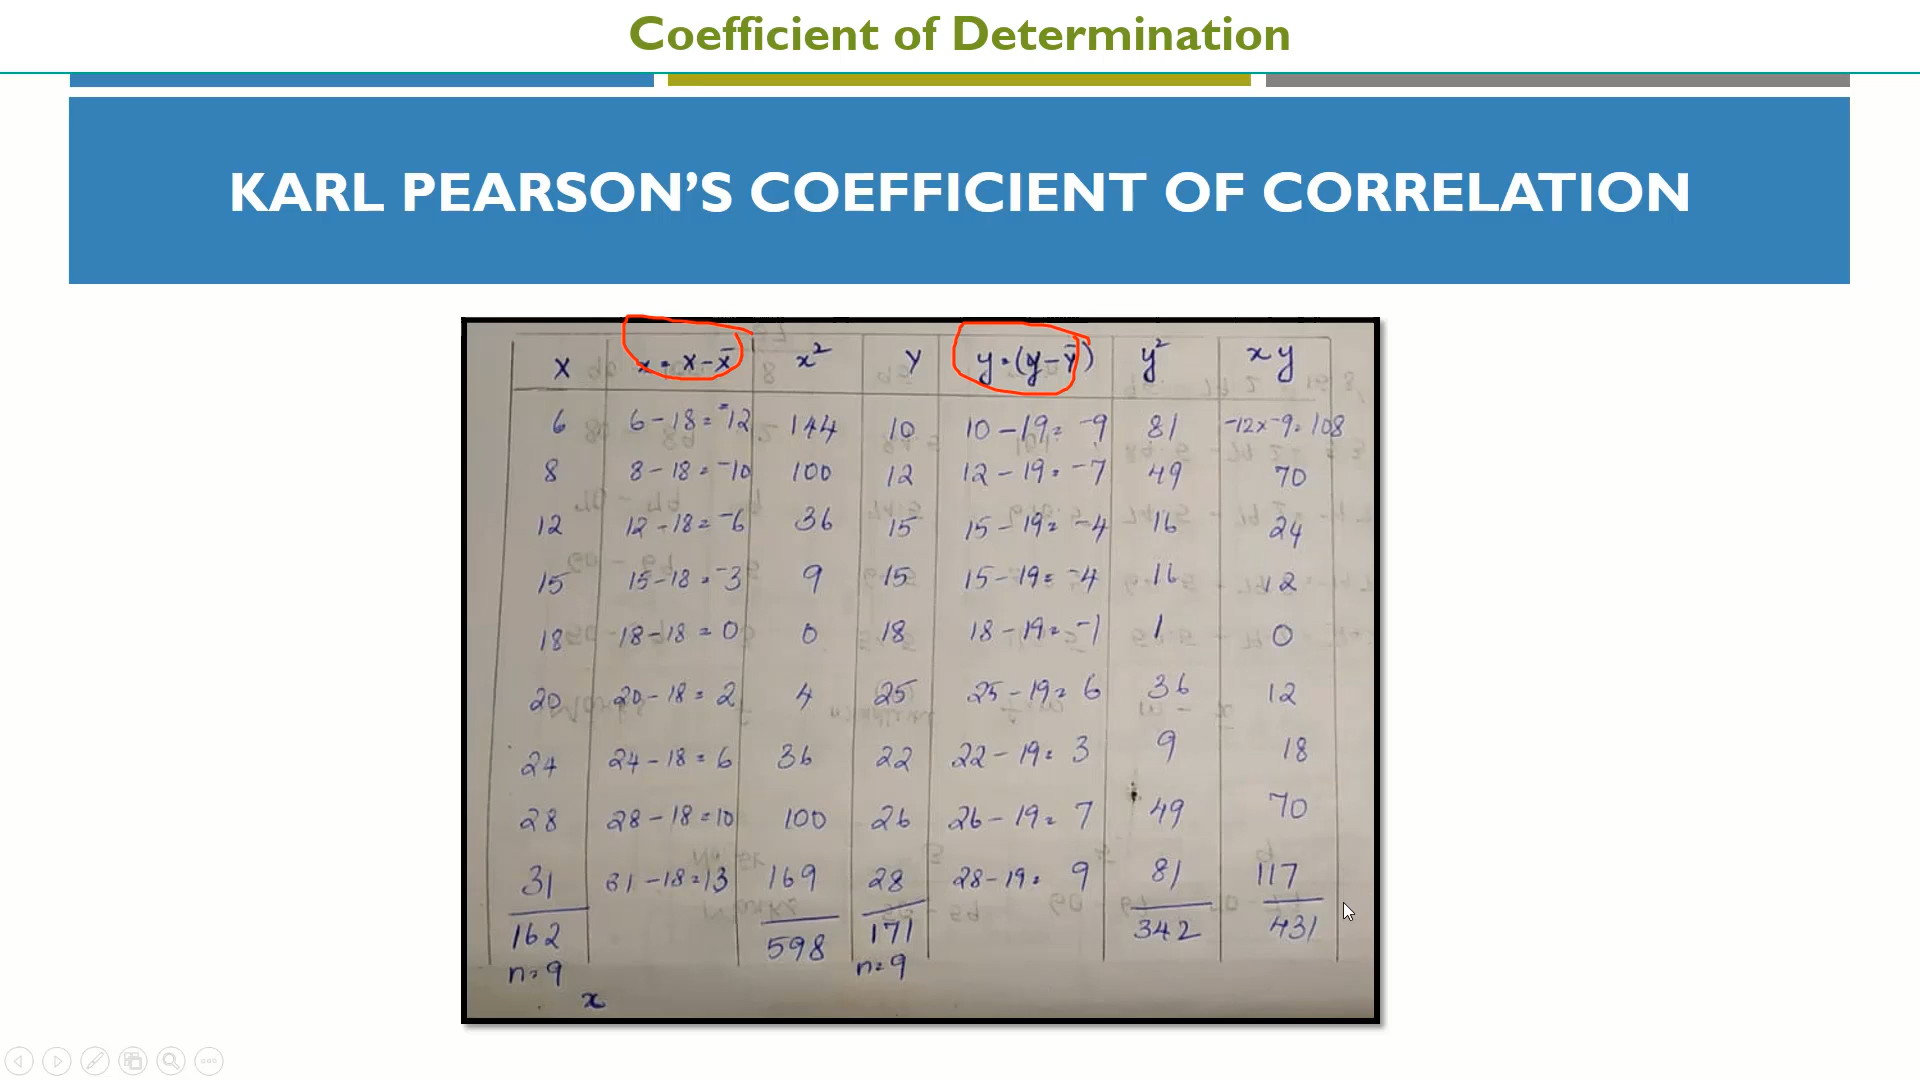 Coefficient of Determination
KARL PEARSON’S COEFFICIENT OF CORRELATION
X x = X - X̄ x² Y y = (y - Ȳ) y² xy
6 6 - 18 = -12 144 10 10 - 19 = -9 81 -12 x -9 = 108
8 8 - 18 = -10 100 12 12 - 19 = -7 49 70
12 12 - 18 = -6 36 15 15 - 19 = -4 16 24
15 15 - 18 = -3 9 15 15 - 19 = -4 16 12
18 18 - 18 = 0 0 18 18 - 19 = -1 1 0
20 20 - 18 = 2 4 25 25 - 19 = 6 36 12
24 24 - 18 = 6 36 22 22 - 19 = 3 9 18
28 28 - 18 = 10 100 26 26 - 19 = 7 49 70
31 31 - 18 = 13 169 28 28 - 19 = 9 81 117
162 598 171 342 431
n = 9 n = 9
x